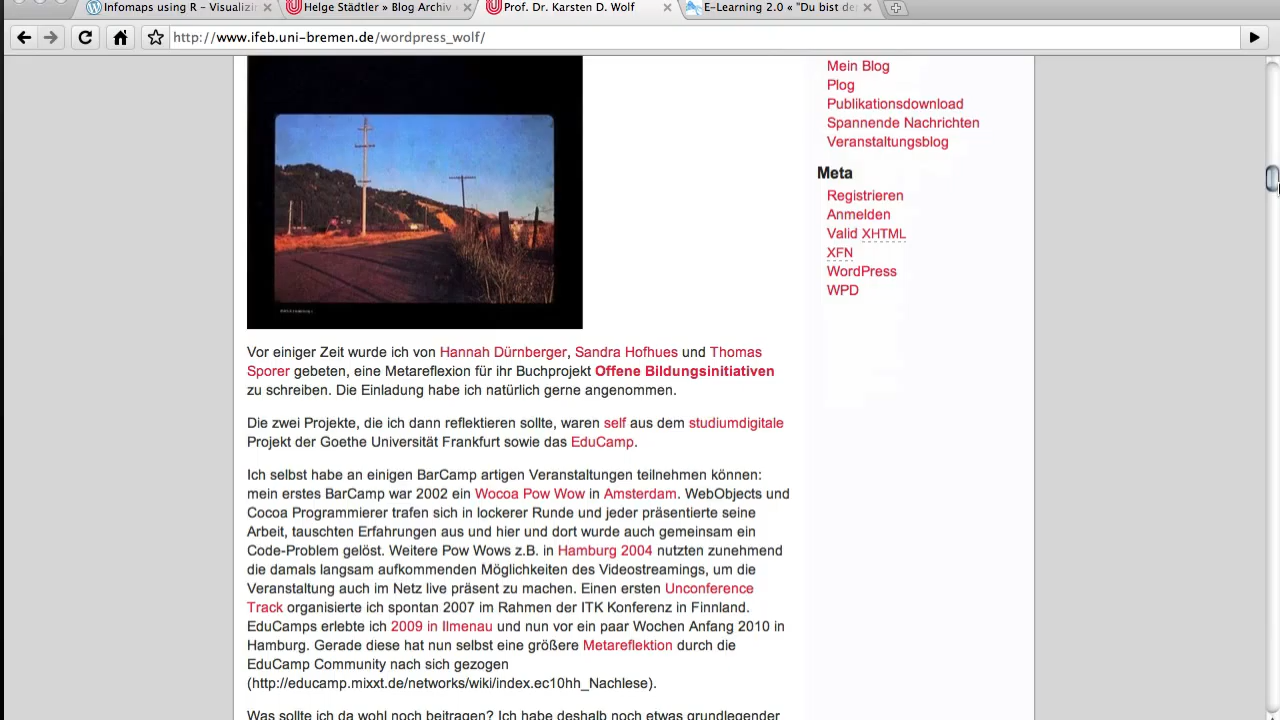 Infomaps using R – Visualizin
Helge Städtler » Blog Archiv
Prof. Dr. Karsten D. Wolf
E-Learning 2.0 « "Du bist de
http://www.ifeb.uni-bremen.de/wordpress_wolf/
Mein Blog
Plog
Publikationsdownload
Spannende Nachrichten
Veranstaltungsblog
Meta
Registrieren
Anmelden
Valid XHTML
XFN
WordPress
WPD
Vor einiger Zeit wurde ich von Hannah Dürnberger, Sandra Hofhues und Thomas
Sporer gebeten, eine Metareflexion für ihr Buchprojekt Offene Bildungsinitiativen
zu schreiben. Die Einladung habe ich natürlich gerne angenommen.
Die zwei Projekte, die ich dann reflektieren sollte, waren self aus dem studiumdigitale
Projekt der Goethe Universität Frankfurt sowie das EduCamp.
Ich selbst habe an einigen BarCamp artigen Veranstaltungen teilnehmen können:
mein erstes BarCamp war 2002 ein Wocoa Pow Wow in Amsterdam. WebObjects und
Cocoa Programmierer trafen sich in lockerer Runde und jeder präsentierte seine
Arbeit, tauschten Erfahrungen aus und hier und dort wurde auch gemeinsam ein
Code-Problem gelöst. Weitere Pow Wows z.B. in Hamburg 2004 nutzten zunehmend
die damals langsam aufkommenden Möglichkeiten des Videostreamings, um die
Veranstaltung auch im Netz live präsent zu machen. Einen ersten Unconference
Track organisierte ich spontan 2007 im Rahmen der ITK Konferenz in Finnland.
EduCamps erlebte ich 2009 in Ilmenau und nun vor ein paar Wochen Anfang 2010 in
Hamburg. Gerade diese hat nun selbst eine größere Metareflektion durch die
EduCamp Community nach sich gezogen
(http://educamp.mixxt.de/networks/wiki/index.ec10hh_Nachlese).
Was sollte ich da wohl noch beitragen? Ich habe deshalb noch etwas grundlegender